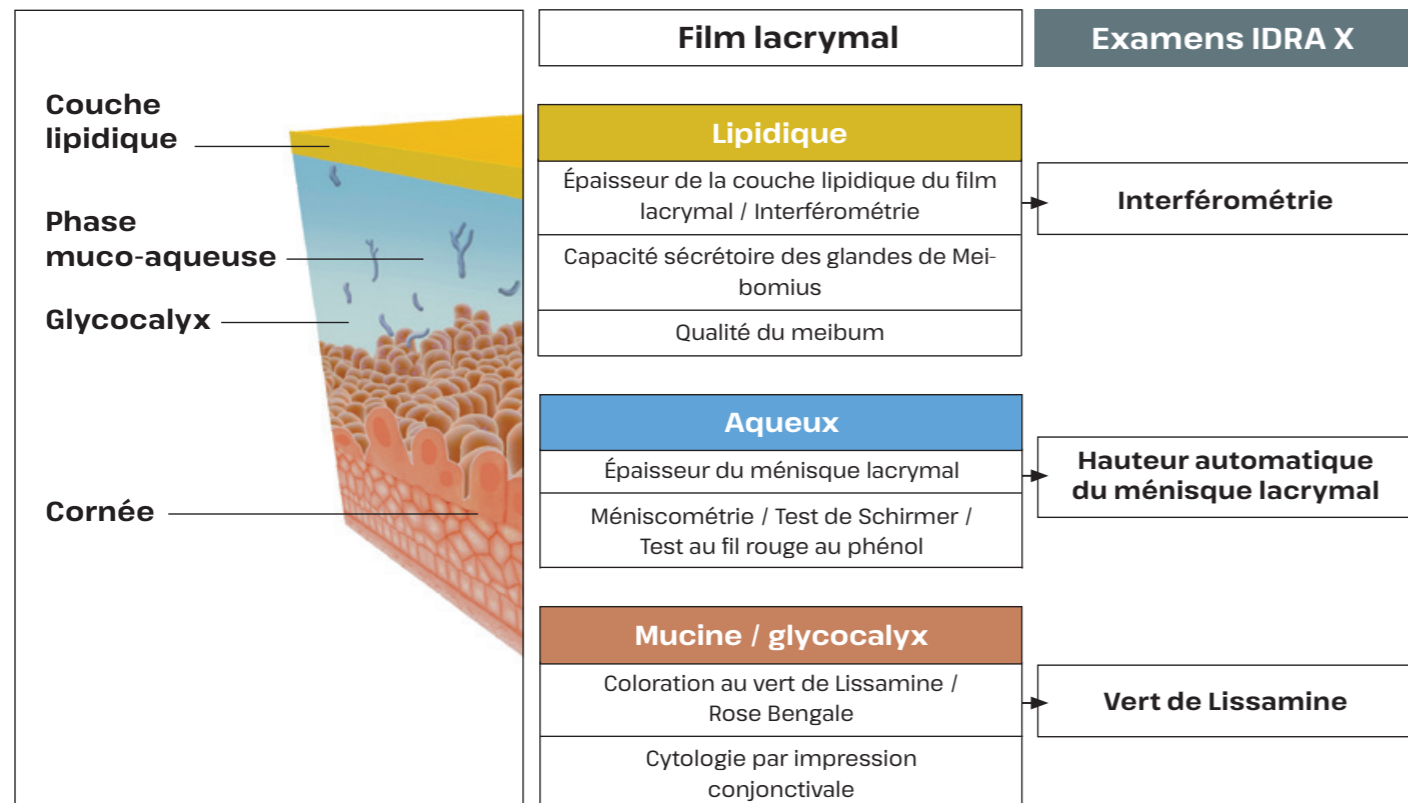 Film lacrymal
Examens IDRA X
Couche
lipidique
Phase
muco-aqueuse
Glycocalyx
Cornée
Lipidique
Épaisseur de la couche lipidique du film
lacrymal / Interférométrie
Interférométrie
Capacité sécrétoire des glandes de Mei-
bomius
Qualité du meibum
Aqueux
Épaisseur du ménisque lacrymal
Hauteur automatique
du ménisque lacrymal
Méniscométrie / Test de Schirmer /
Test au fil rouge au phénol
Mucine / glycocalyx
Coloration au vert de Lissamine /
Rose Bengale
Vert de Lissamine
Cytologie par impression
conjonctivale